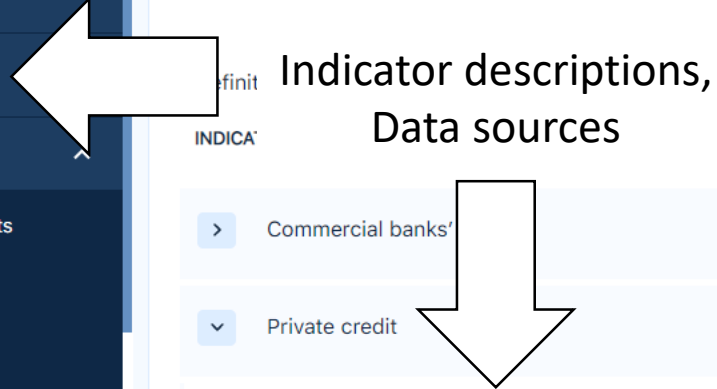 Indicator descriptions,
Data sources
Commercial banks'
Private credit